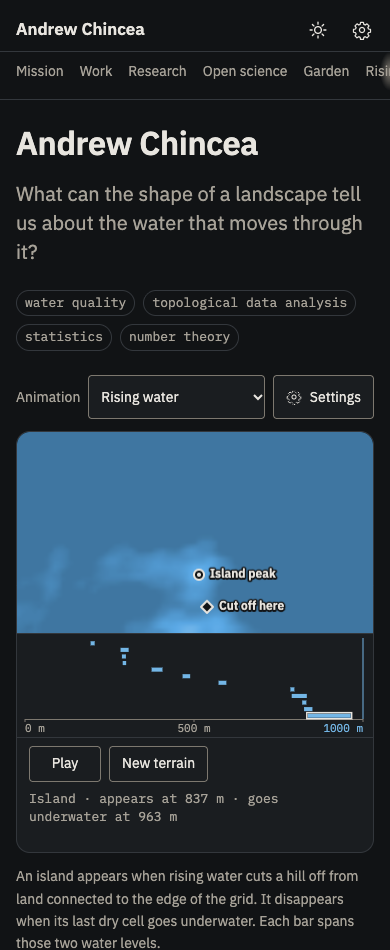 Andrew Chincea
Mission Work Research Open science Garden
Andrew Chincea
What can the shape of a landscape tell
us about the water that moves through
it?
water quality topological data analysis
statistics number theory
Animation Rising water Settings
Island peak
Cut off here
0 m 500 m 1000 m
Play New terrain
Island · appears at 837 m · goes
underwater at 963 m
An island appears when rising water cuts a hill off from
land connected to the edge of the grid. It disappears
when its last dry cell goes underwater. Each bar spans
those two water levels.